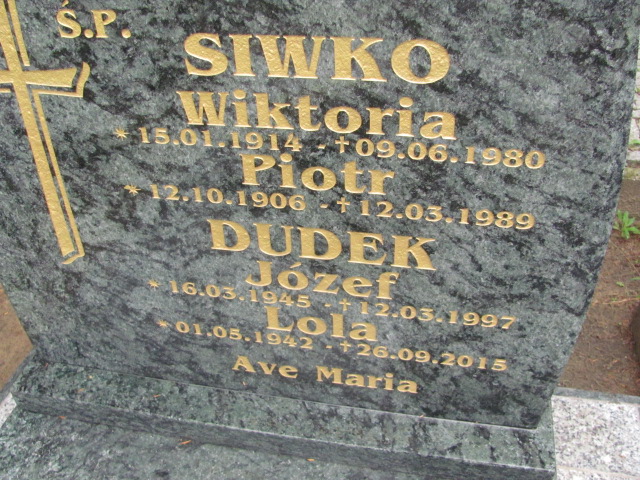 Ś.P.
SIWKO
Wiktoria
* 15.01.1914 - † 09.06.1980
Piotr
* 12.10.1906 - † 12.03.1989
DUDEK
Józef
* 16.03.1945 - † 12.03.1997
Lola
* 01.05.1942 - † 26.09.2015
Ave Maria